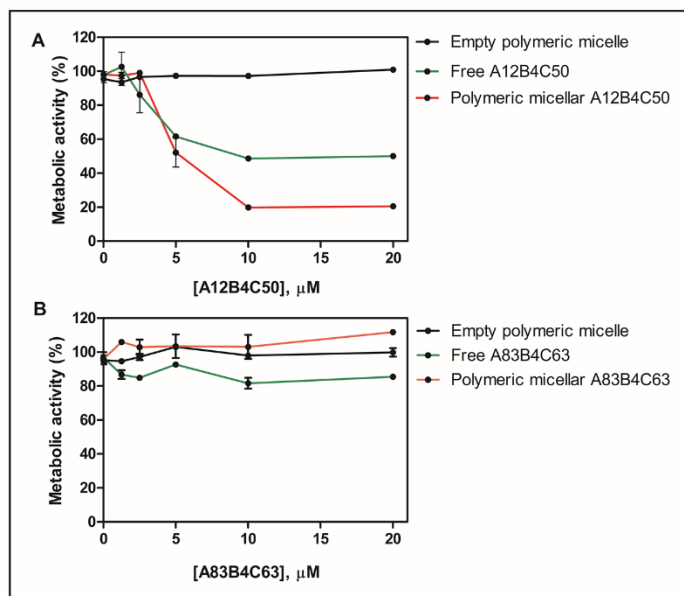 A
Metabolic activity (%)
120
100
80
60
40
20
0
0
5
10
15
20
[A12B4C50], μM
Empty polymeric micelle
Free A12B4C50
Polymeric micellar A12B4C50
B
Metabolic activity (%)
120
100
80
60
40
20
0
0
5
10
15
20
[A83B4C63], μM
Empty polymeric micelle
Free A83B4C63
Polymeric micellar A83B4C63